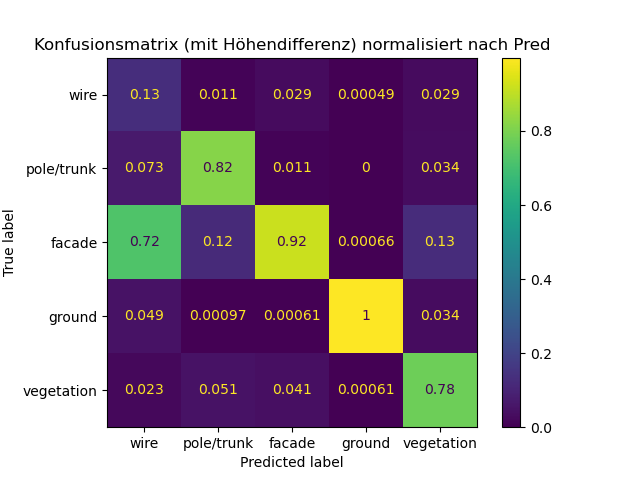 Konfusionsmatrix (mit Höhendifferenz) normalisiert nach Pred
wire 0.13 0.011 0.029 0.00049 0.029
pole/trunk 0.073 0.82 0.011 0 0.034
facade 0.72 0.12 0.92 0.00066 0.13
ground 0.049 0.00097 0.00061 1 0.034
vegetation 0.023 0.051 0.041 0.00061 0.78
wire pole/trunk facade ground vegetation
Predicted label
True label
0.8
0.6
0.4
0.2
0.0